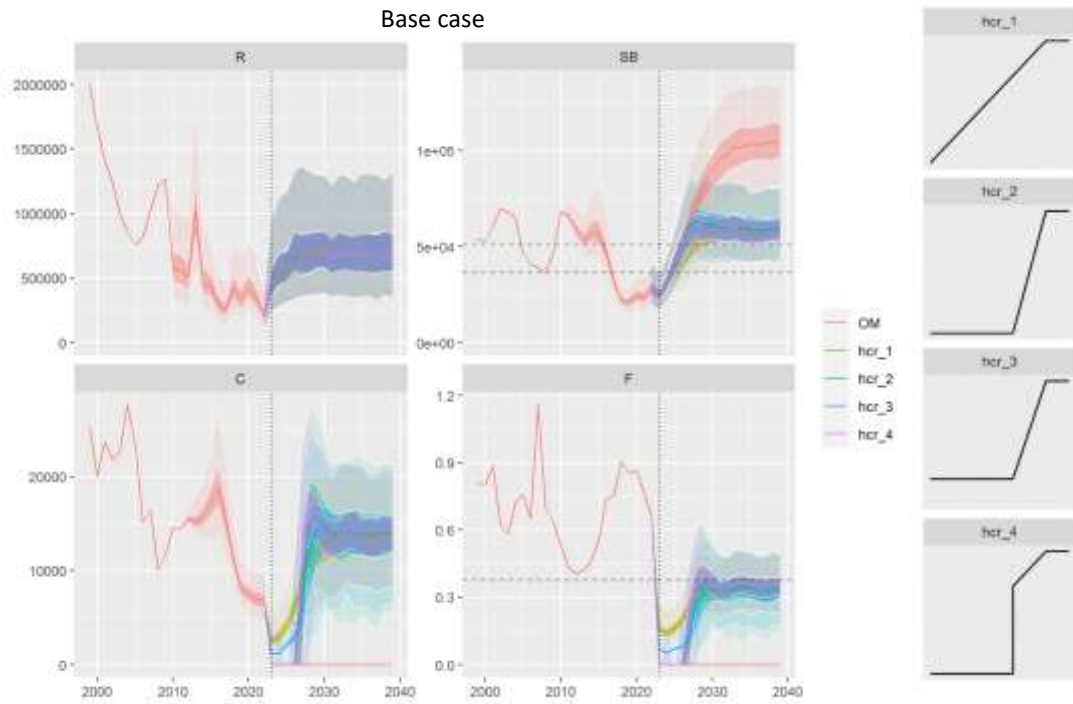 Base case
R
SB
2000000
1500000
1000000
500000
0
1e+05
5e+04
0e+00
C
F
20000
10000
0
1.2
0.9
0.6
0.3
0.0
2000
2010
2020
2030
2040
2000
2010
2020
2030
2040
OM
hcr_1
hcr_2
hcr_3
hcr_4
hcr_1
hcr_2
hcr_3
hcr_4